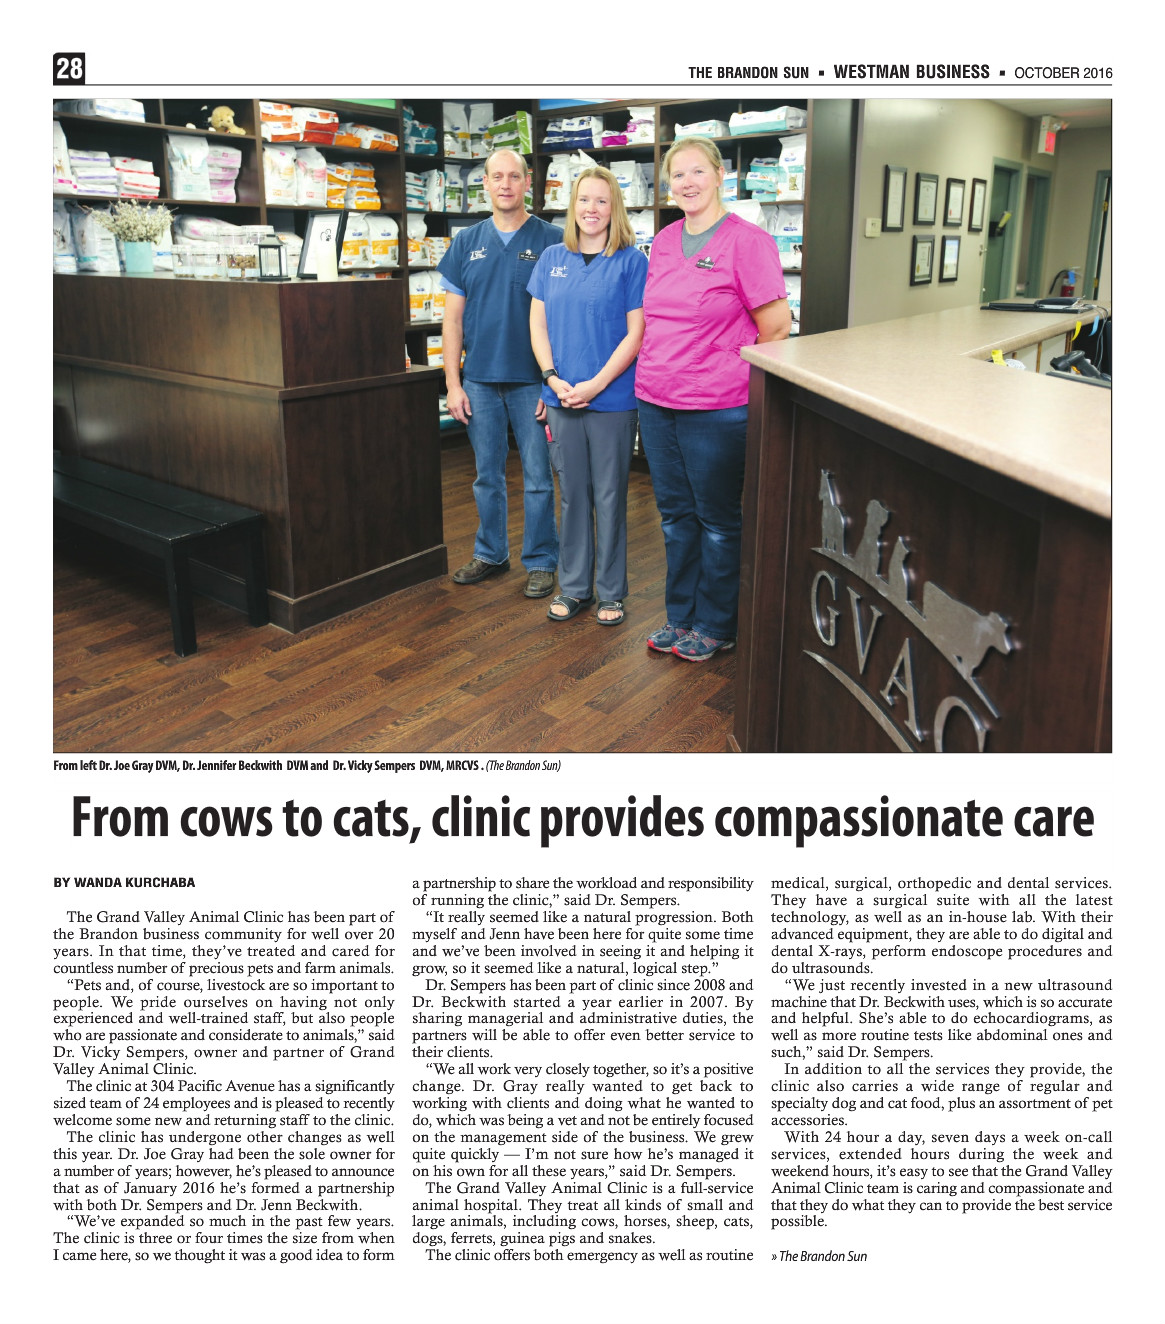 28
THE BRANDON SUN ▪ WESTMAN BUSINESS ▪ OCTOBER 2016
GVAC
From left Dr. Joe Gray DVM, Dr. Jennifer Beckwith DVM and Dr. Vicky Sempers DVM, MRCVS . (The Brandon Sun)
From cows to cats, clinic provides compassionate care
BY WANDA KURCHABA
The Grand Valley Animal Clinic has been part of
the Brandon business community for well over 20
years. In that time, they’ve treated and cared for
countless number of precious pets and farm animals.
“Pets and, of course, livestock are so important to
people. We pride ourselves on having not only
experienced and well-trained staff, but also people
who are passionate and considerate to animals,” said
Dr. Vicky Sempers, owner and partner of Grand
Valley Animal Clinic.
The clinic at 304 Pacific Avenue has a significantly
sized team of 24 employees and is pleased to recently
welcome some new and returning staff to the clinic.
The clinic has undergone other changes as well
this year. Dr. Joe Gray had been the sole owner for
a number of years; however, he’s pleased to announce
that as of January 2016 he’s formed a partnership
with both Dr. Sempers and Dr. Jenn Beckwith.
“We’ve expanded so much in the past few years.
The clinic is three or four times the size from when
I came here, so we thought it was a good idea to form
a partnership to share the workload and responsibility
of running the clinic,” said Dr. Sempers.
“It really seemed like a natural progression. Both
myself and Jenn have been here for quite some time
and we’ve been involved in seeing it and helping it
grow, so it seemed like a natural, logical step.”
Dr. Sempers has been part of clinic since 2008 and
Dr. Beckwith started a year earlier in 2007. By
sharing managerial and administrative duties, the
partners will be able to offer even better service to
their clients.
“We all work very closely together, so it’s a positive
change. Dr. Gray really wanted to get back to
working with clients and doing what he wanted to
do, which was being a vet and not be entirely focused
on the management side of the business. We grew
quite quickly — I’m not sure how he’s managed it
on his own for all these years,” said Dr. Sempers.
The Grand Valley Animal Clinic is a full-service
animal hospital. They treat all kinds of small and
large animals, including cows, horses, sheep, cats,
dogs, ferrets, guinea pigs and snakes.
The clinic offers both emergency as well as routine
medical, surgical, orthopedic and dental services.
They have a surgical suite with all the latest
technology, as well as an in-house lab. With their
advanced equipment, they are able to do digital and
dental X-rays, perform endoscope procedures and
do ultrasounds.
“We just recently invested in a new ultrasound
machine that Dr. Beckwith uses, which is so accurate
and helpful. She’s able to do echocardiograms, as
well as more routine tests like abdominal ones and
such,” said Dr. Sempers.
In addition to all the services they provide, the
clinic also carries a wide range of regular and
specialty dog and cat food, plus an assortment of pet
accessories.
With 24 hour a day, seven days a week on-call
services, extended hours during the week and
weekend hours, it’s easy to see that the Grand Valley
Animal Clinic team is caring and compassionate and
that they do what they can to provide the best service
possible.
» The Brandon Sun